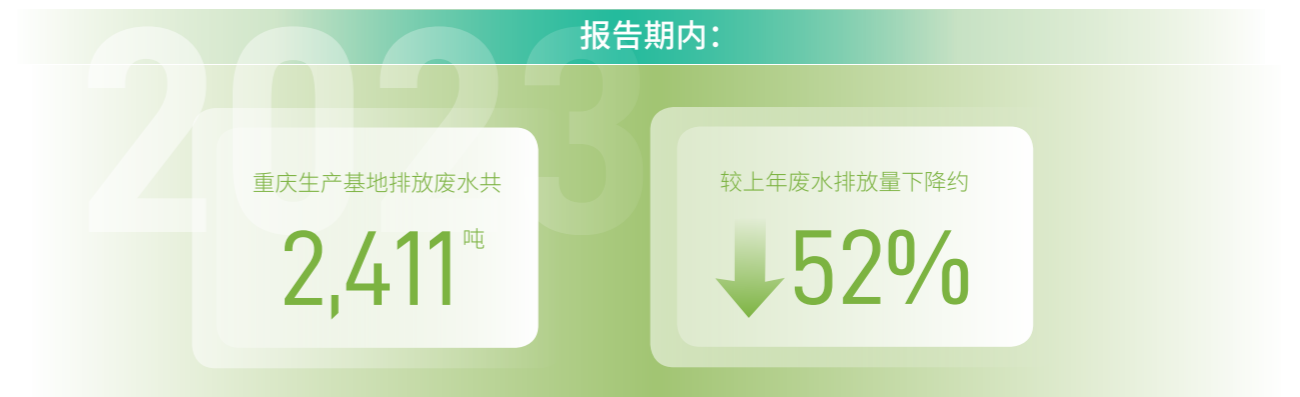 2023
报告期内：
重庆生产基地排放废水共
2,411吨
较上年废水排放量下降约
52%